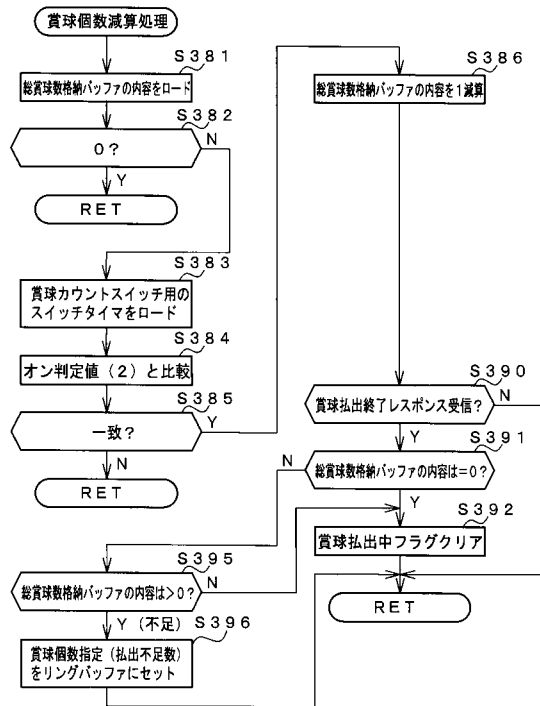 賞球個数減算処理
S381
総賞球数格納バッファの内容をロード
S382
0?
N
Y
RET
S383
賞球カウントスイッチ用の
スイッチタイマをロード
S384
オン判定値(2)と比較
S385
一致?
Y
N
RET
S386
総賞球数格納バッファの内容を1減算
S390
賞球払出終了レスポンス受信?
N
Y
S391
総賞球数格納バッファの内容は=0?
N
Y
S392
賞球払出中フラグクリア
RET
S395
総賞球数格納バッファの内容は>0?
N
Y(不足)
S396
賞球個数指定(払出不足数)
をリングバッファにセット